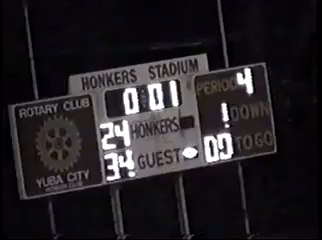 HONKERS STADIUM
ROTARY CLUB
YUBA CITY
0:01
24 HONKERS
34 GUEST
PERIOD 4
1 DOWN
00 TO GO